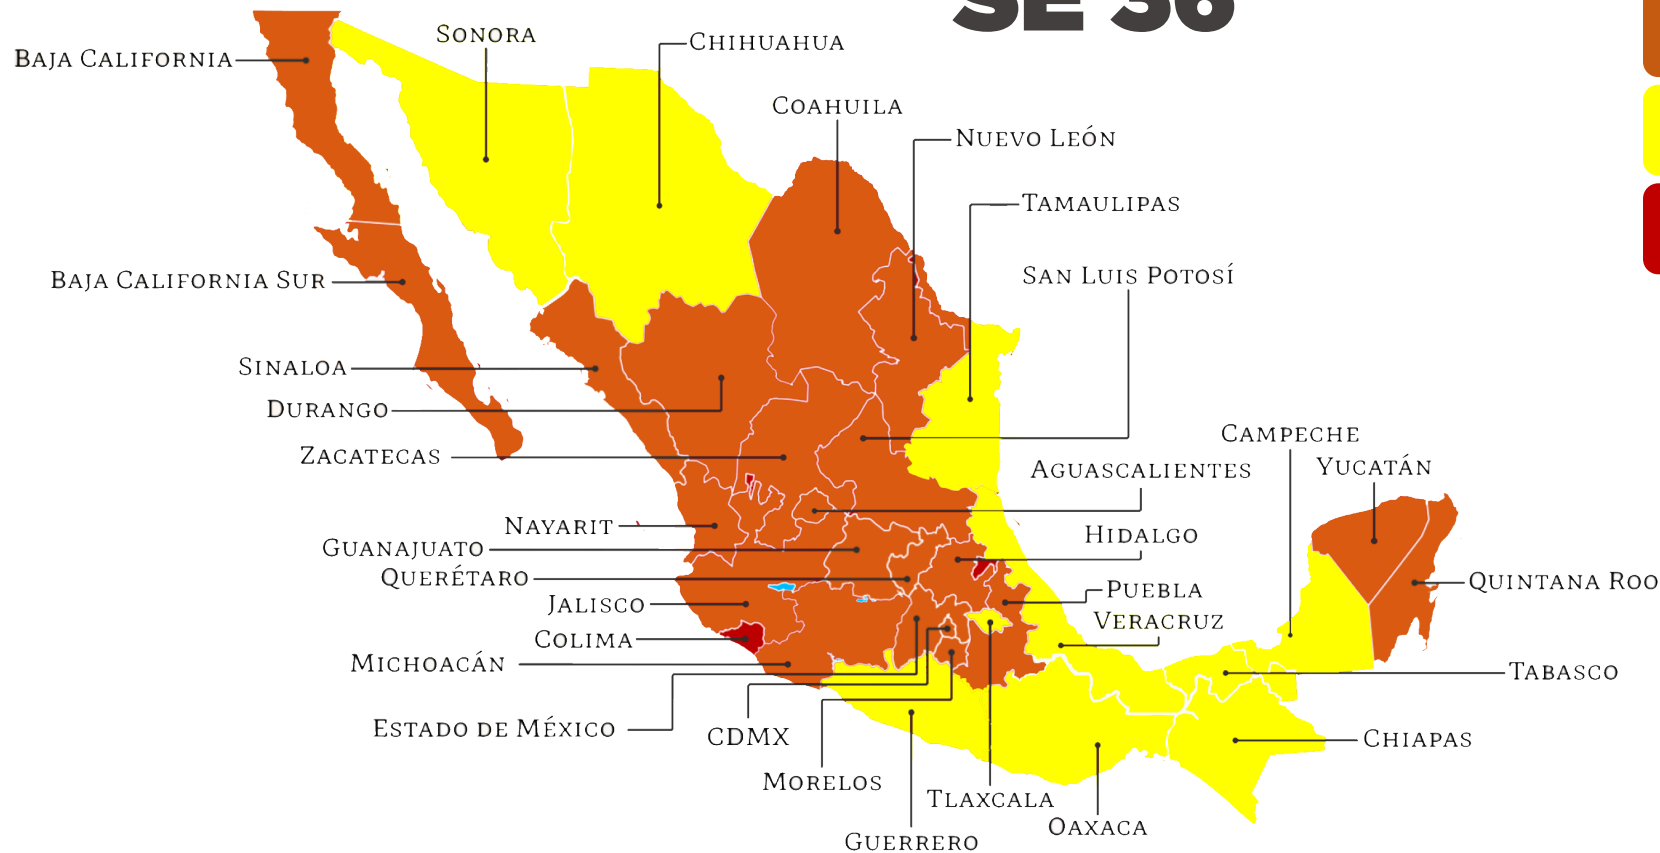 SE 36
SONORA
CHIHUAHUA
BAJA CALIFORNIA
COAHUILA
NUEVO LEÓN
TAMAULIPAS
SAN LUIS POTOSÍ
BAJA CALIFORNIA SUR
SINALOA
DURANGO
CAMPECHE
ZACATECAS
YUCATÁN
AGUASCALIENTES
NAYARIT
HIDALGO
GUANAJUATO
QUERÉTARO
QUINTANA ROO
PUEBLA
JALISCO
VERACRUZ
COLIMA
MICHOACÁN
TABASCO
ESTADO DE MÉXICO
CDMX
CHIAPAS
MORELOS
TLAXCALA
OAXACA
GUERRERO